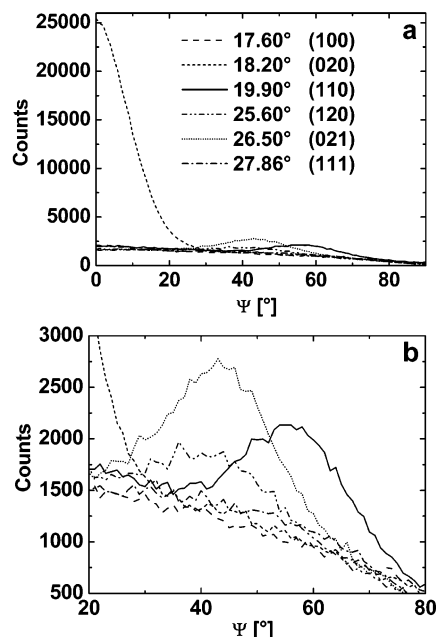 a
25000
20000
15000
10000
5000
0
Counts
17.60° (100)
18.20° (020)
19.90° (110)
25.60° (120)
26.50° (021)
27.86° (111)
0 20 40 60 80
Ψ [°]
b
3000
2500
2000
1500
1000
500
Counts
20 40 60 80
Ψ [°]